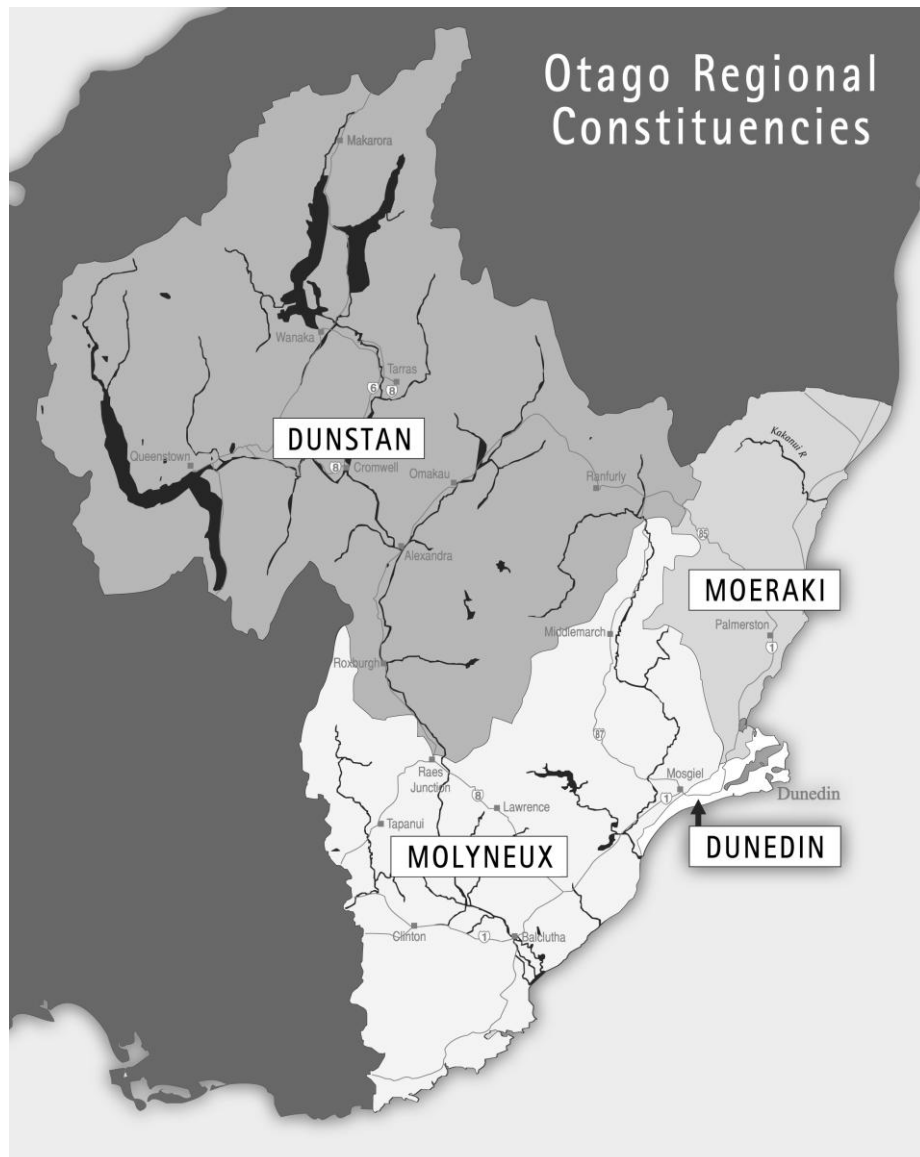 Otago Regional
Constituencies
Makarora
Wanaka
Tarras
6
8
DUNSTAN
Kakanui R
Queenstown
8
Cromwell
Omakau
Ranfurly
85
Alexandra
MOERAKI
Middlemarch
Palmerston
1
Roxburgh
87
Raes
Junction
Mosgiel
8
1
Dunedin
Lawrence
Tapanui
DUNEDIN
MOLYNEUX
Clinton
1
Balclutha